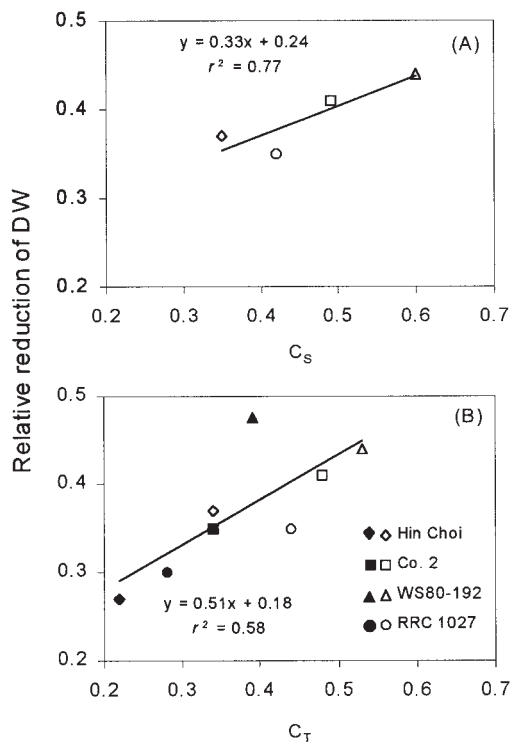 Relative reduction of DW
0.5
0.4
0.3
0.2
y = 0.33x + 0.24
r² = 0.77
(A)
0.2 0.3 0.4 0.5 0.6 0.7
C_S
0.5
0.4
0.3
0.2
(B)
Hin Choi
Co. 2
WS80-192
RRC 1027
y = 0.51x + 0.18
r² = 0.58
0.2 0.3 0.4 0.5 0.6 0.7
C_T